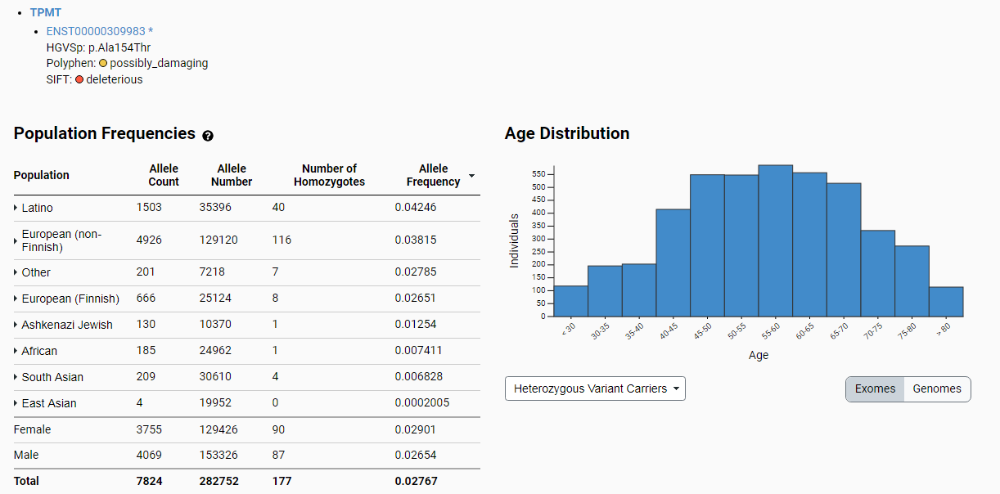 TPMT
ENST00000309983 *
HGVSp: p.Ala154Thr
Polyphen: possibly_damaging
SIFT: deleterious
Population Frequencies ?
Population Allele Count Allele Number Number of Homozygotes Allele Frequency
Latino 1503 35396 40 0.04246
European (non-Finnish) 4926 129120 116 0.03815
Other 201 7218 7 0.02785
European (Finnish) 666 25124 8 0.02651
Ashkenazi Jewish 130 10370 1 0.01254
African 185 24962 1 0.007411
South Asian 209 30610 4 0.006828
East Asian 4 19952 0 0.0002005
Female 3755 129426 90 0.02901
Male 4069 153326 87 0.02654
Total 7824 282752 177 0.02767
Age Distribution
Individuals
550
500
450
400
350
300
250
200
150
100
50
0
< 30 30-35 35-40 40-45 45-50 50-55 55-60 60-65 65-70 70-75 75-80 > 80
Age
Heterozygous Variant Carriers
Exomes Genomes